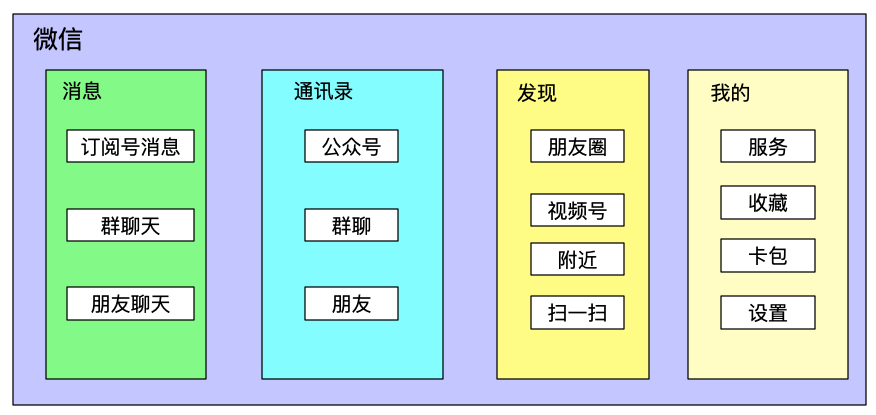 微信
消息
订阅号消息
群聊天
朋友聊天
通讯录
公众号
群聊
朋友
发现
朋友圈
视频号
附近
扫一扫
我的
服务
收藏
卡包
设置